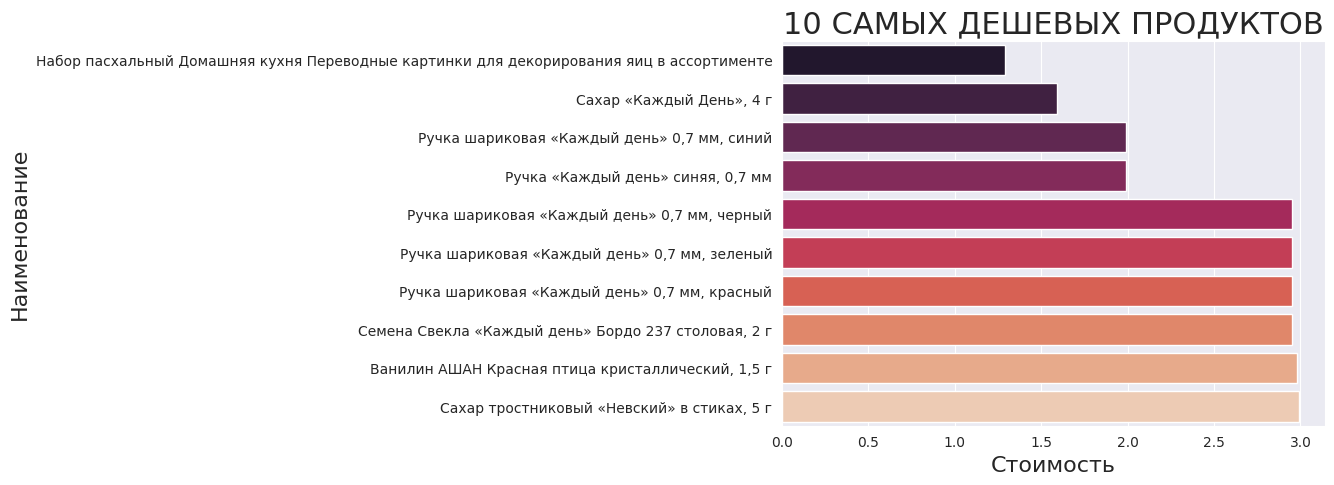 10 САМЫХ ДЕШЕВЫХ ПРОДУКТОВ
Наименование
Набор пасхальный Домашняя кухня Переводные картинки для декорирования яиц в ассортименте
Сахар «Каждый День», 4 г
Ручка шариковая «Каждый день» 0,7 мм, синий
Ручка «Каждый день» синяя, 0,7 мм
Ручка шариковая «Каждый день» 0,7 мм, черный
Ручка шариковая «Каждый день» 0,7 мм, зеленый
Ручка шариковая «Каждый день» 0,7 мм, красный
Семена Свекла «Каждый день» Бордо 237 столовая, 2 г
Ванилин АШАН Красная птица кристаллический, 1,5 г
Сахар тростниковый «Невский» в стиках, 5 г
0.0 0.5 1.0 1.5 2.0 2.5 3.0
Стоимость